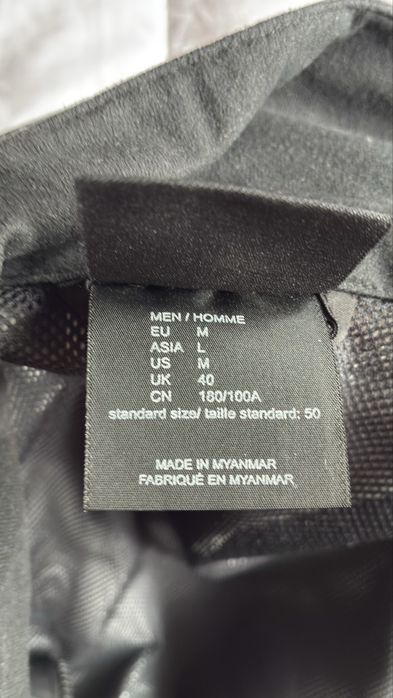 MEN / HOMME
EU M
ASIA L
US M
UK 40
CN 180/100A
standard size/ taille standard: 50
MADE IN MYANMAR
FABRIQUÉ EN MYANMAR